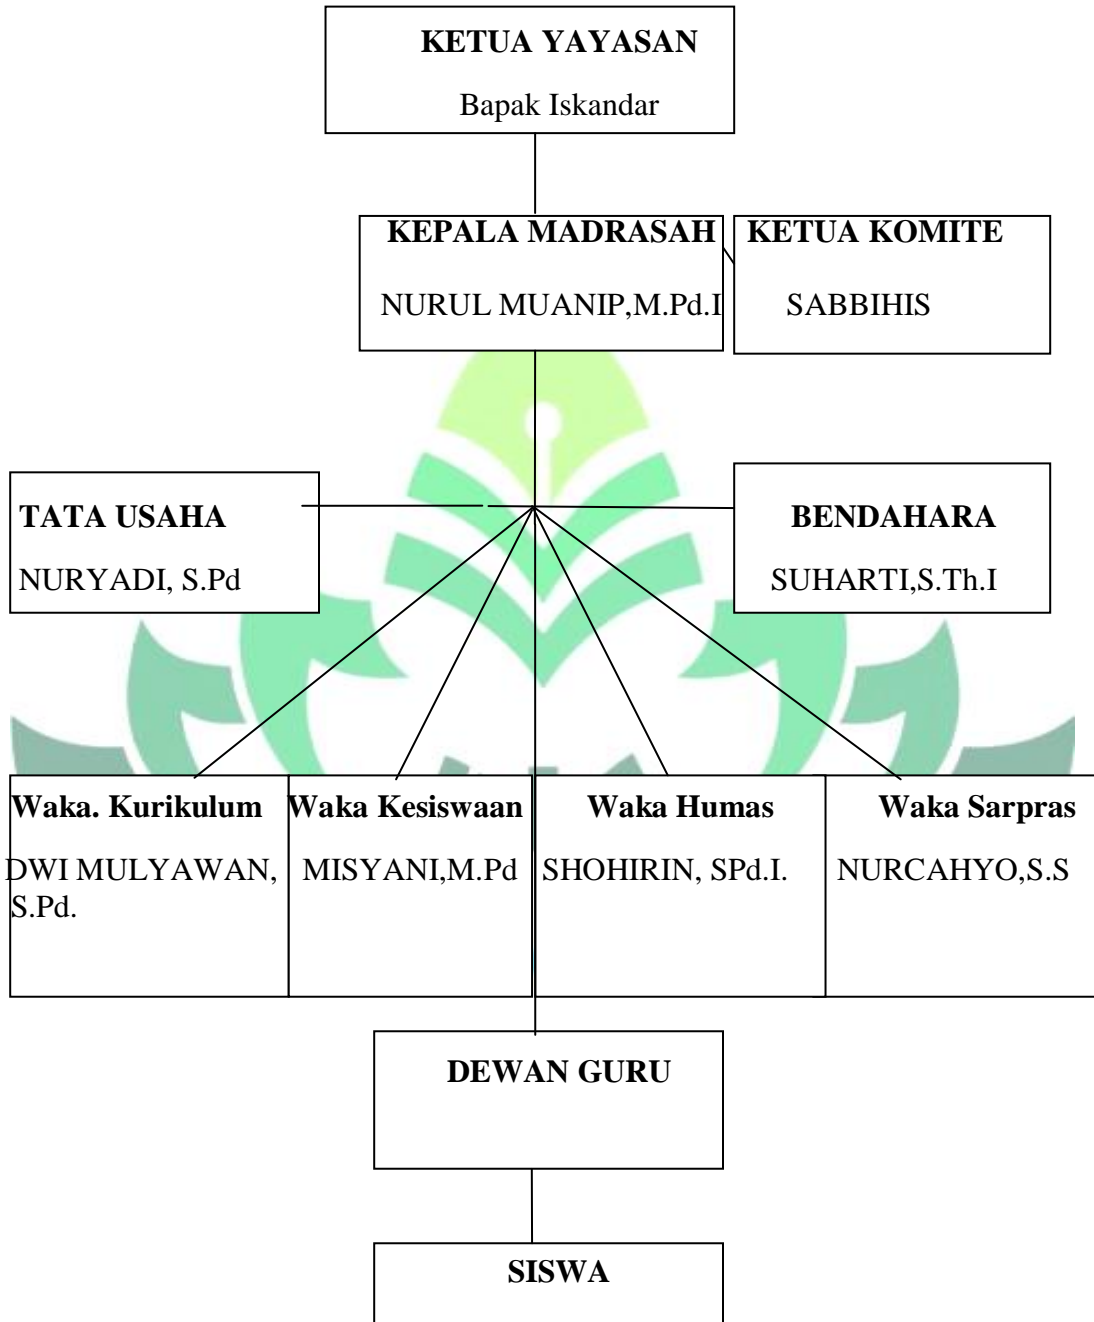 KETUA YAYASAN
Bapak Iskandar
KEPALA MADRASAH
NURUL MUANIP,M.Pd.I
KETUA KOMITE
SABBIHIS
TATA USAHA
NURYADI, S.Pd
BENDAHARA
SUHARTI,S.Th.I
Waka. Kurikulum
DWI MULYAWAN,
S.Pd.
Waka Kesiswaan
MISYANI,M.Pd
Waka Humas
SHOHIRIN, SPd.I.
Waka Sarpras
NURCAHYO,S.S
DEWAN GURU
SISWA